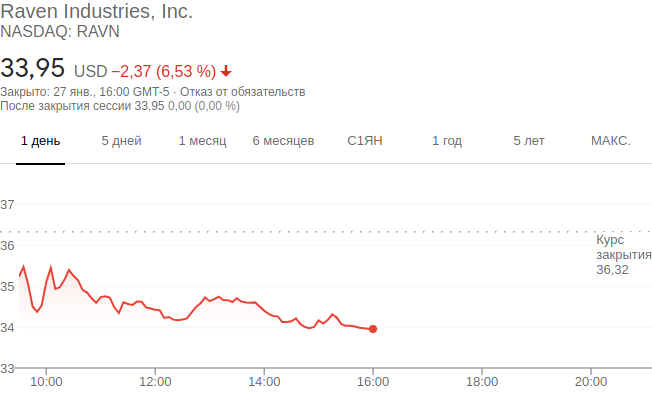 Raven Industries, Inc.
NASDAQ: RAVN
33,95 USD −2,37 (6,53 %)
Закрыто: 27 янв., 16:00 GMT-5 · Отказ от обязательств
После закрытия сессии 33,95 0,00 (0,00 %)
1 день 5 дней 1 месяц 6 месяцев С1ЯН 1 год 5 лет МАКС.
37
Курс
36
закрытия
36,32
35
34
33
10:00 12:00 14:00 16:00 18:00 20:00